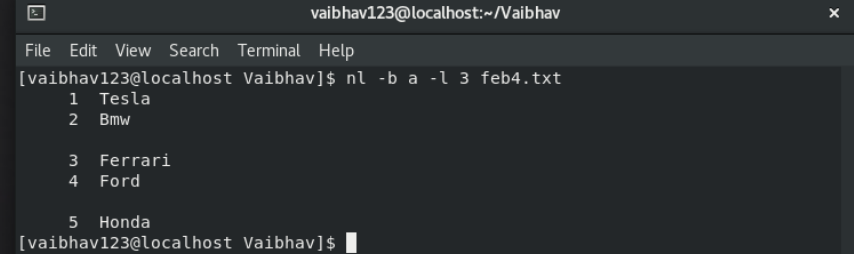 vaibhav123@localhost:~/Vaibhav
File Edit View Search Terminal Help
[vaibhav123@localhost Vaibhav]$ nl -b a -l 3 feb4.txt
1 Tesla
2 Bmw
3 Ferrari
4 Ford
5 Honda
[vaibhav123@localhost Vaibhav]$